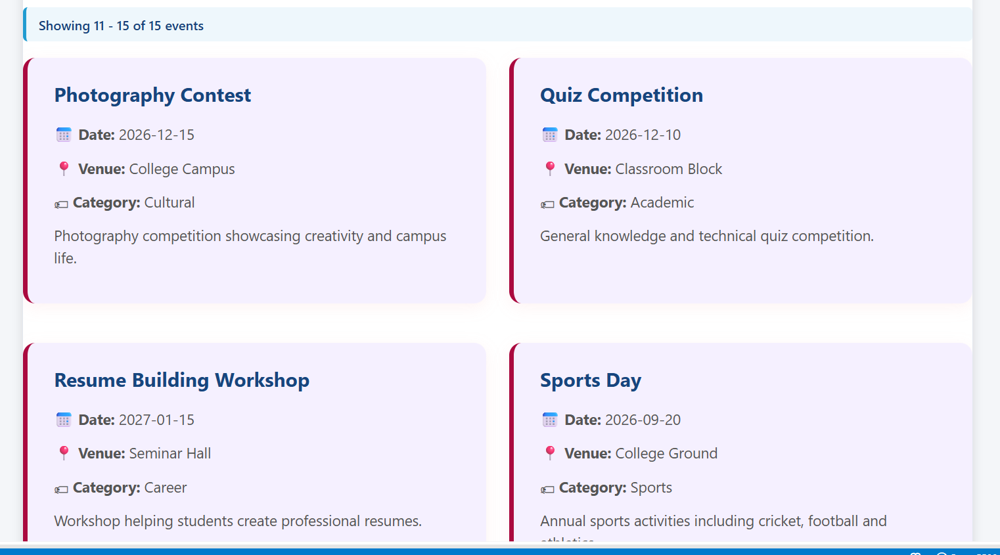 Showing 11 - 15 of 15 events
Photography Contest
Date: 2026-12-15
Venue: College Campus
Category: Cultural
Photography competition showcasing creativity and campus
life.
Quiz Competition
Date: 2026-12-10
Venue: Classroom Block
Category: Academic
General knowledge and technical quiz competition.
Resume Building Workshop
Date: 2027-01-15
Venue: Seminar Hall
Category: Career
Workshop helping students create professional resumes.
Sports Day
Date: 2026-09-20
Venue: College Ground
Category: Sports
Annual sports activities including cricket, football and